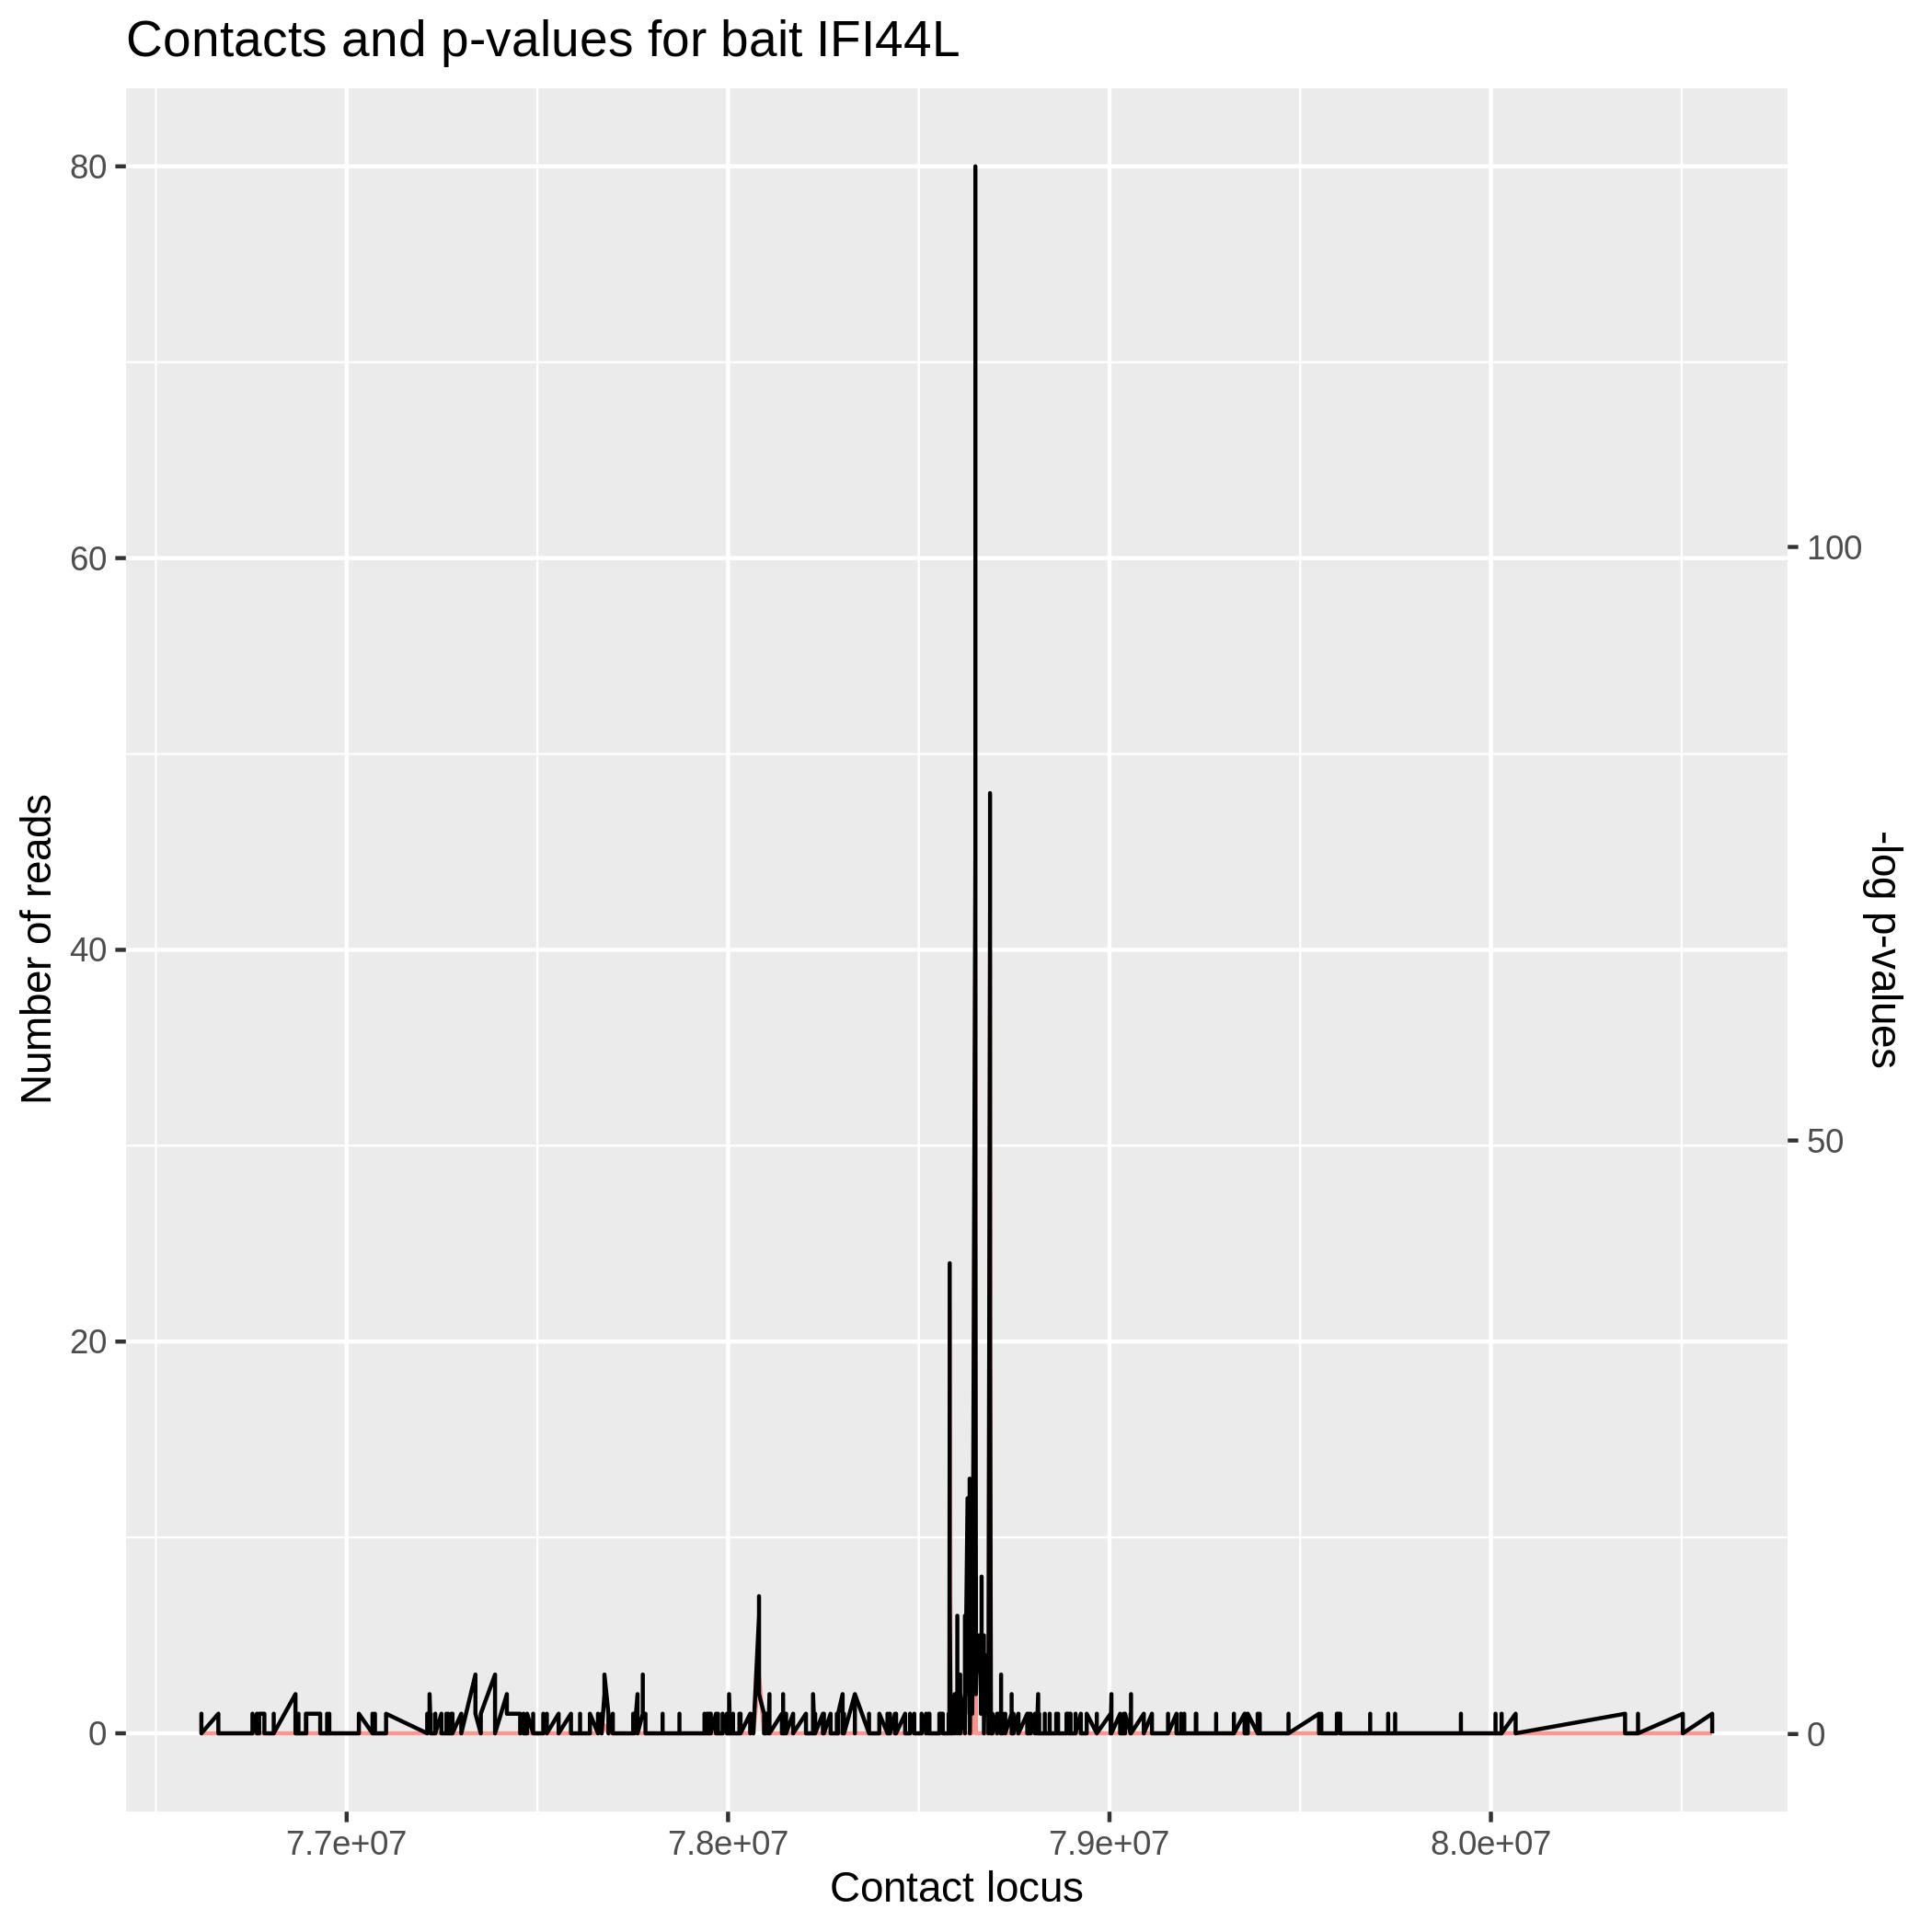 Contacts and p-values for bait IFI44L
80
60
40
20
0
Number of reads
100
50
0
-log p-values
7.7e+07
7.8e+07
7.9e+07
8.0e+07
Contact locus